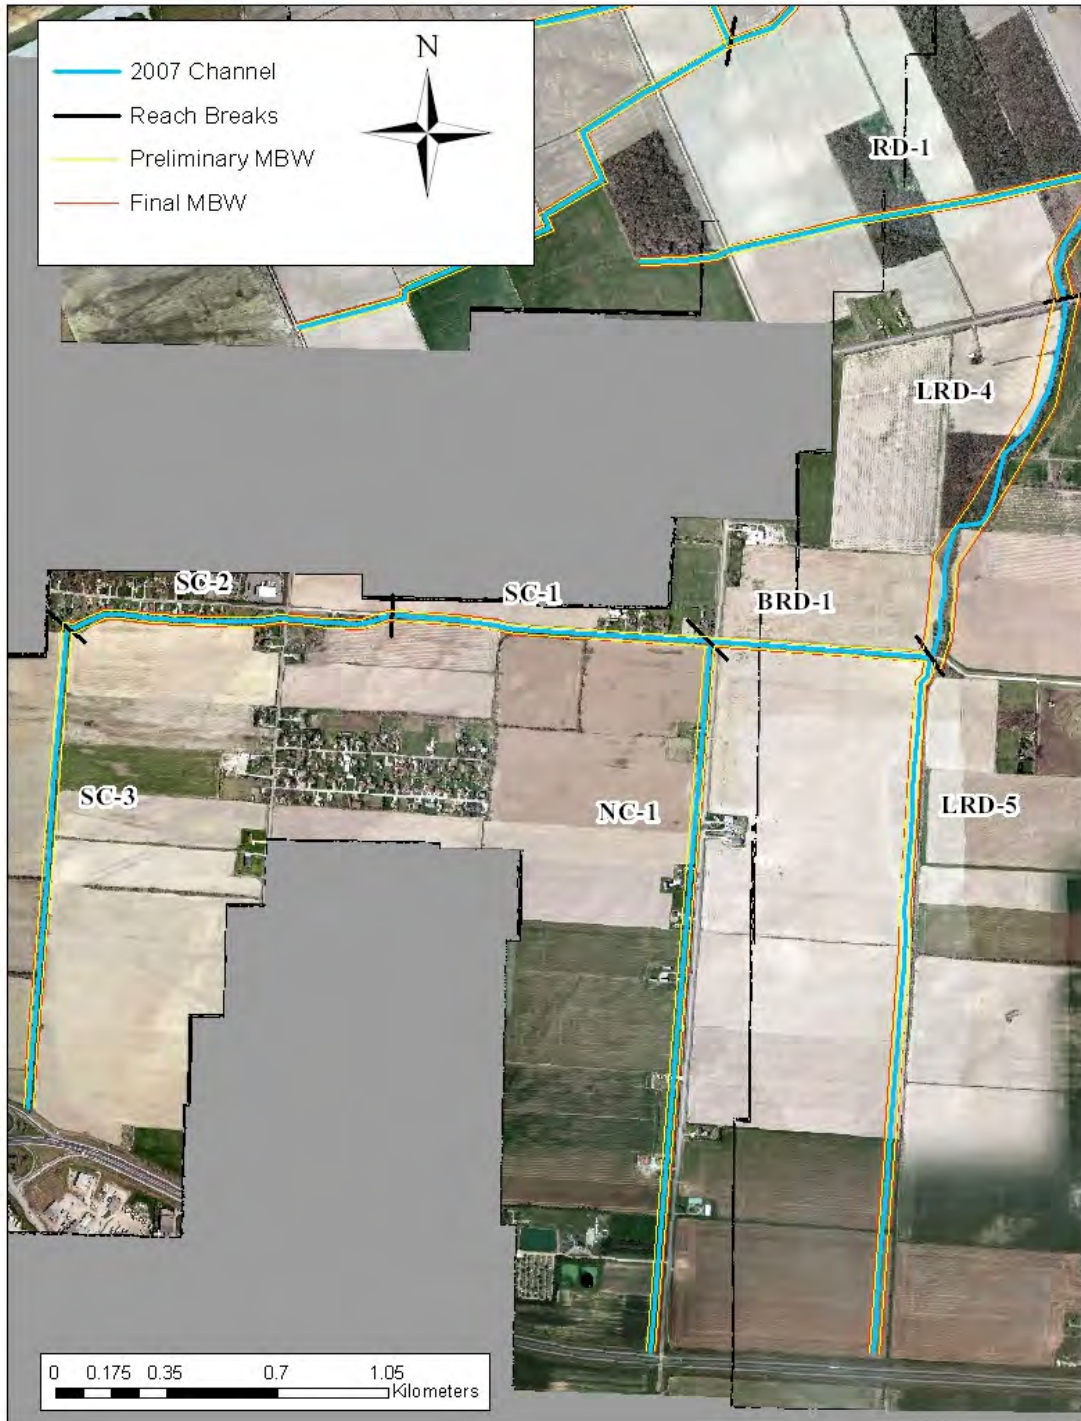 N
2007 Channel
Reach Breaks
Preliminary MBW
Final MBW
RD-1
LRD-4
SC-2
SC-1
BRD-1
SC-3
NC-1
LRD-5
0 0.175 0.35 0.7 1.05
Kilometers